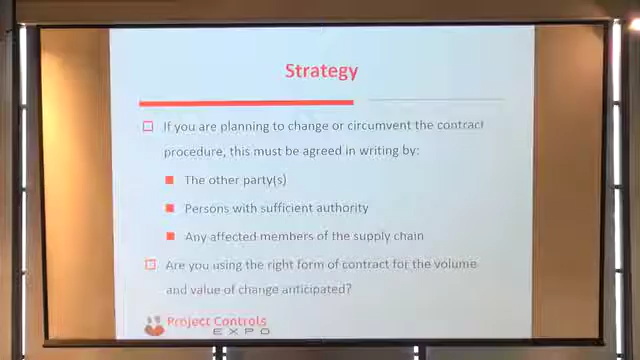 Strategy
If you are planning to change or circumvent the contract
procedure, this must be agreed in writing by:
The other party(s)
Persons with sufficient authority
Any affected members of the supply chain
Are you using the right form of contract for the volume
and value of change anticipated?
Project Controls
EXPO